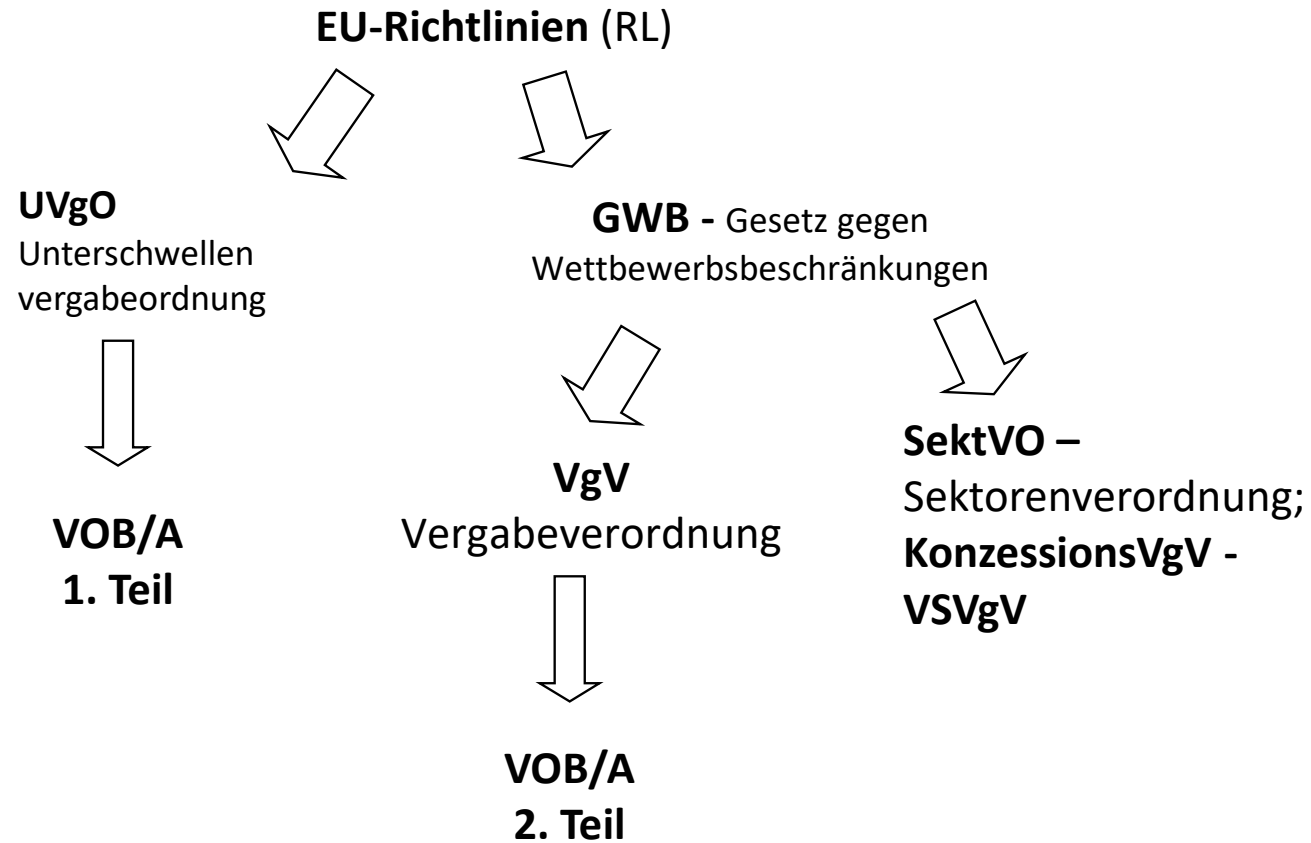 EU-Richtlinien (RL)
UVgO
Unterschwellen
vergabeordnung
GWB - Gesetz gegen
Wettbewerbsbeschränkungen
VOB/A
1. Teil
VgV
Vergabeverordnung
SektVO –
Sektorenverordnung;
KonzessionsVgV -
VSVgV
VOB/A
2. Teil